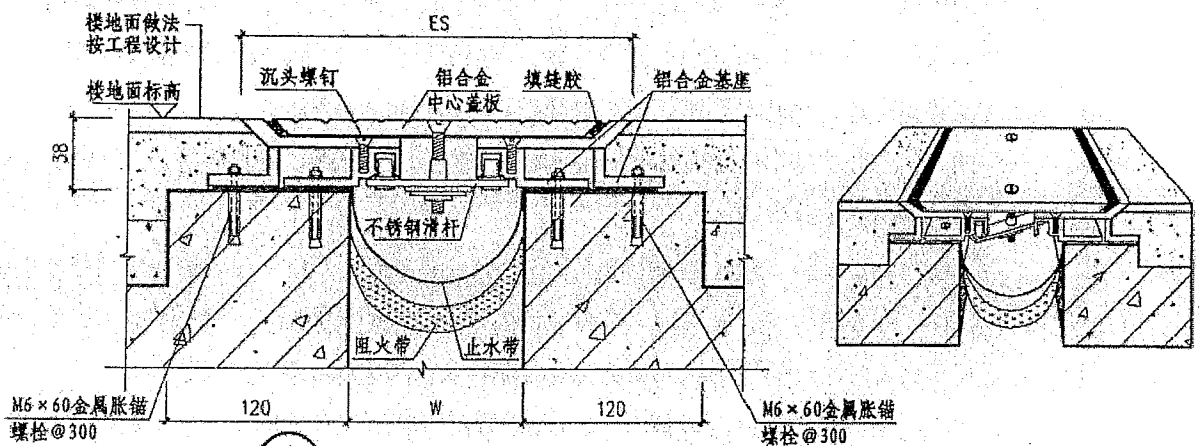 楼地面做法
按工程设计
ES
沉头螺钉
铝合金
中心盖板
填缝胶
铝合金基座
楼地面标高
38
不锈钢滑杆
阻火带
止水带
M6×60金属胀锚
螺栓@300
120
W
120
M6×60金属胀锚
螺栓@300